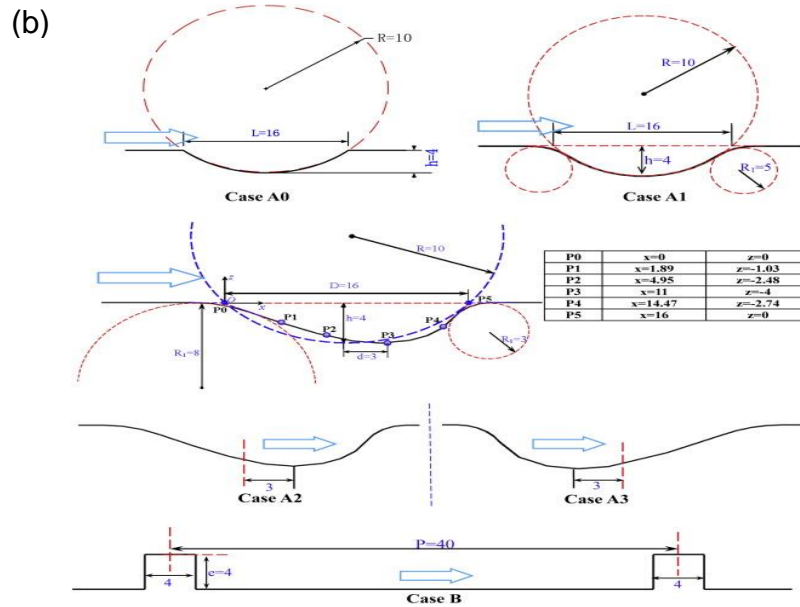 (b)
R=10
L=16
h=4
Case A0
R=10
L=16
h=4
R₁=5
Case A1
R=10
z
O
x
D=16
P0
P1
P2
P3
P4
P5
h=4
d=3
R₁=8
R₁=3
P0 x=0 z=0
P1 x=1.89 z=-1.03
P2 x=4.95 z=-2.48
P3 x=11 z=-4
P4 x=14.47 z=-2.74
P5 x=16 z=0
3
Case A2
3
Case A3
P=40
e=4
4
4
Case B